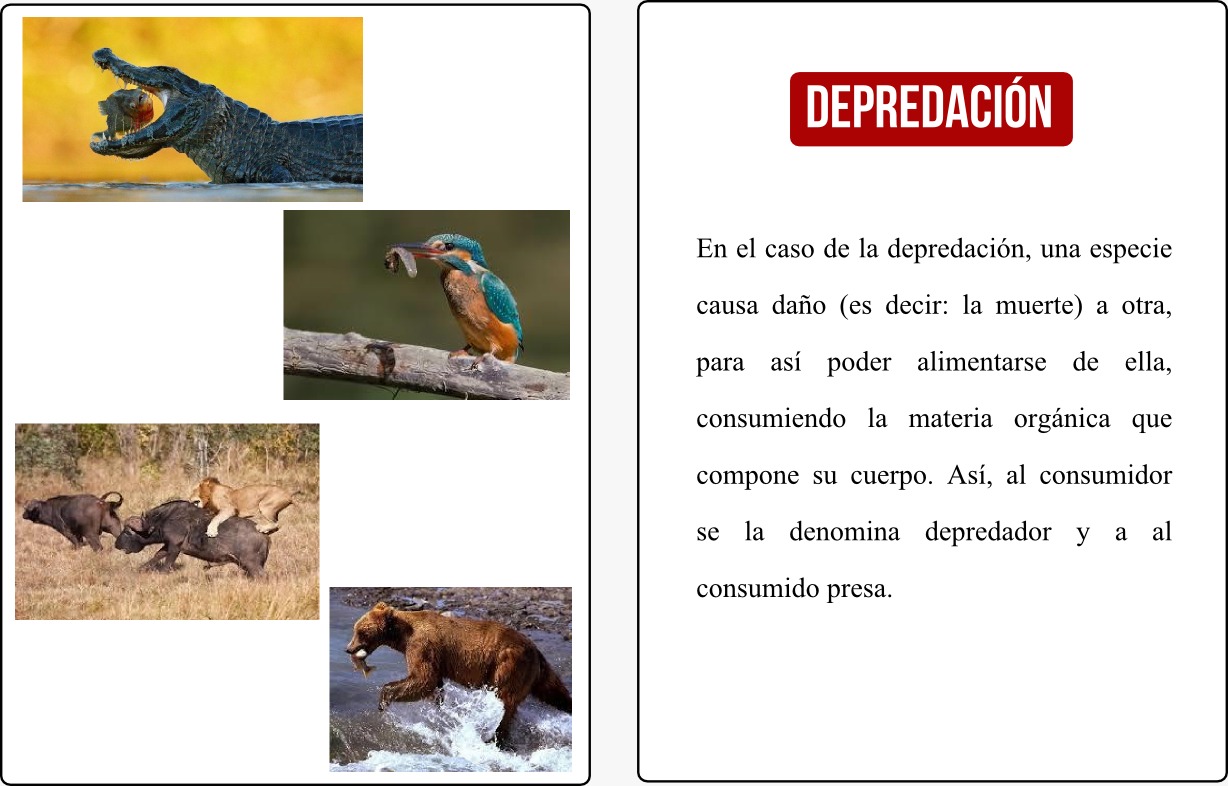 DEPREDACIÓN
En el caso de la depredación, una especie
causa daño (es decir: la muerte) a otra,
para así poder alimentarse de ella,
consumiendo la materia orgánica que
compone su cuerpo. Así, al consumidor
se la denomina depredador y a al
consumido presa.